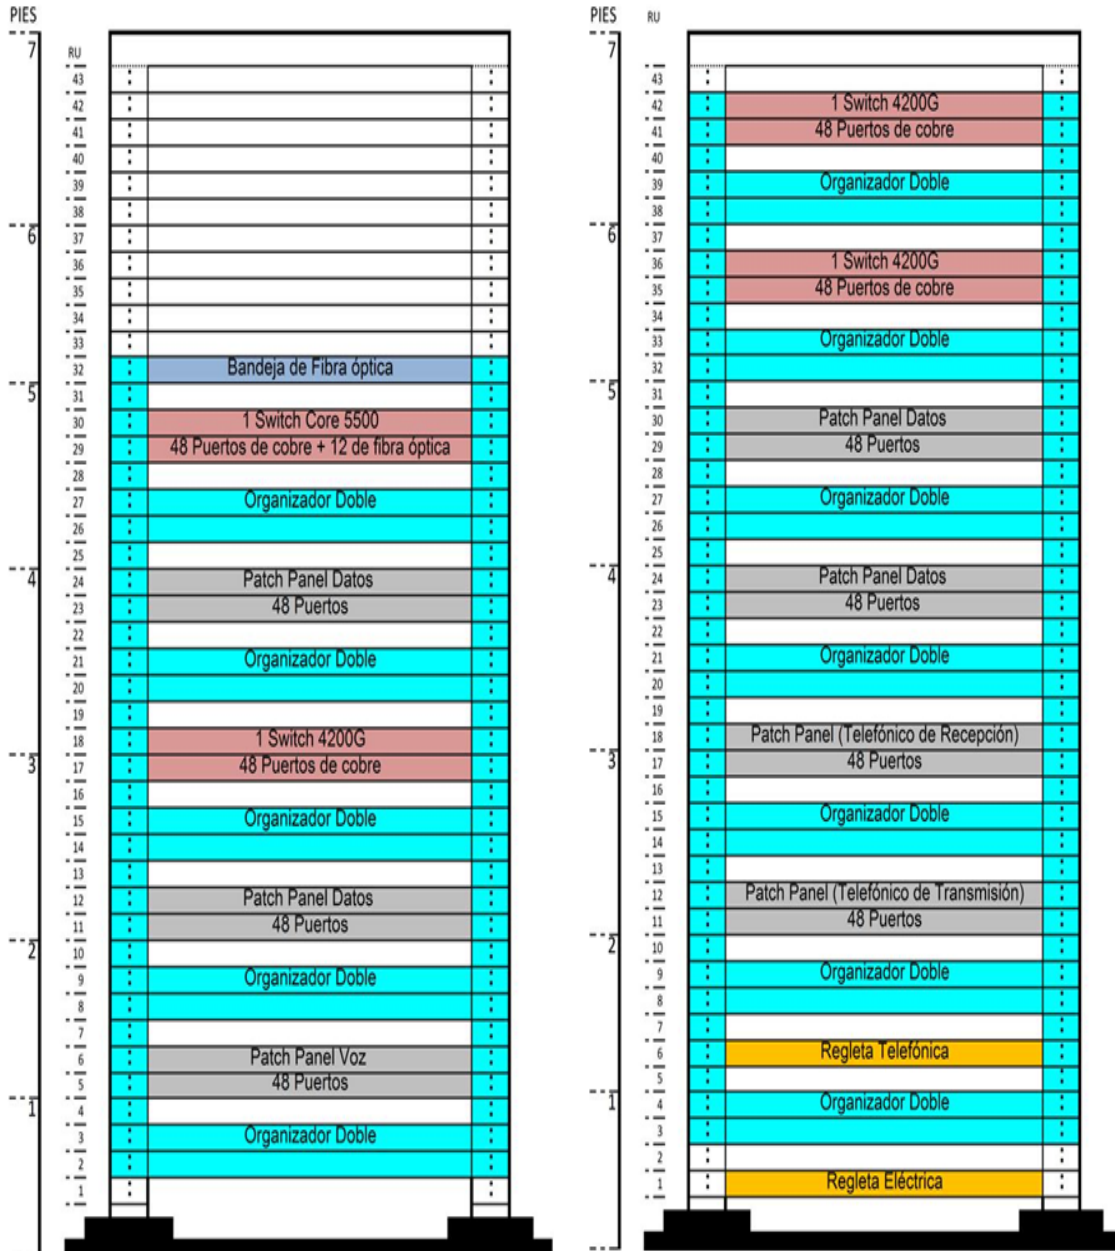 PIES
7
6
5
4
3
2
1
RU
43
42
41
40
39
38
37
36
35
34
33
32 Bandeja de Fibra óptica
31
30 1 Switch Core 5500
29 48 Puertos de cobre + 12 de fibra óptica
28
27 Organizador Doble
26
25
24 Patch Panel Datos
23 48 Puertos
22
21 Organizador Doble
20
19
18 1 Switch 4200G
17 48 Puertos de cobre
16
15 Organizador Doble
14
13
12 Patch Panel Datos
11 48 Puertos
10
9 Organizador Doble
8
7
6 Patch Panel Voz
5 48 Puertos
4
3 Organizador Doble
2
1
PIES
7
6
5
4
3
2
1
RU
43
42 1 Switch 4200G
41 48 Puertos de cobre
40
39 Organizador Doble
38
37
36 1 Switch 4200G
35 48 Puertos de cobre
34
33 Organizador Doble
32
31
30 Patch Panel Datos
29 48 Puertos
28
27 Organizador Doble
26
25
24 Patch Panel Datos
23 48 Puertos
22
21 Organizador Doble
20
19
18 Patch Panel (Telefónico de Recepción)
17 48 Puertos
16
15 Organizador Doble
14
13
12 Patch Panel (Telefónico de Transmisión)
11 48 Puertos
10
9 Organizador Doble
8
7
6 Regleta Telefónica
5
4 Organizador Doble
3
2
1 Regleta Eléctrica